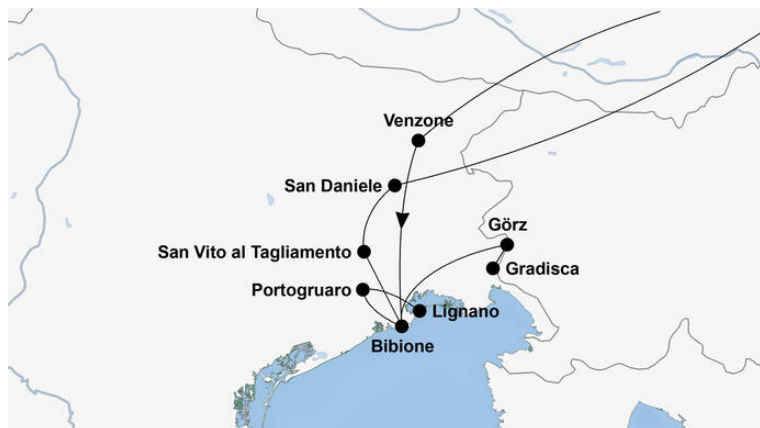 Venzone
San Daniele
Görz
San Vito al Tagliamento
Gradisca
Portogruaro
Lignano
Bibione